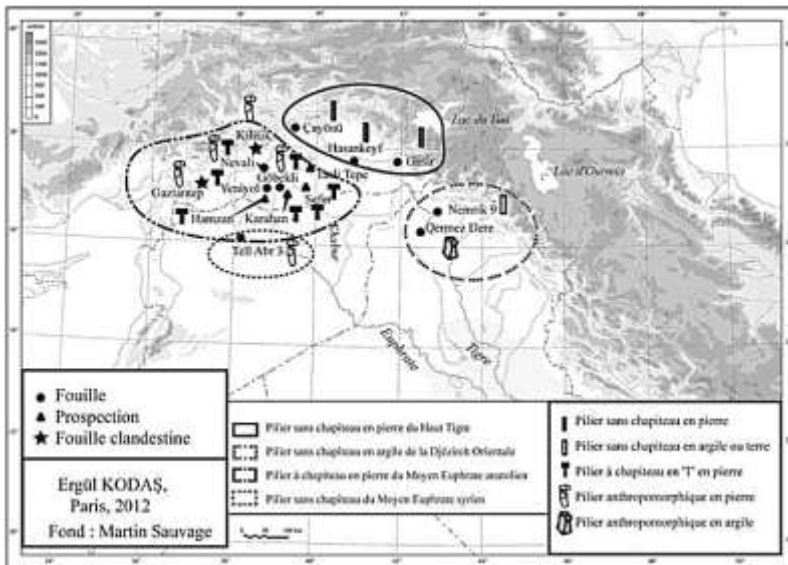 Lac du Van
Kilisik
Çayönü
Hasankeyf
Lac d'Ourmia
Nevali
Göbekli
Tasli Tepe
Gaziantep
Yeniyol
Sefer
Nemrik 9
Hamzan
Karahan
Qermez Dere
Tell Abr 3
Euphrate
Tigre
Fouille
Prospection
Fouille clandestine
Ergül KODAŞ,
Paris, 2012
Fond : Martin Sauvage
Pilier sans chapiteau en pierre du Haut Tigre
Pilier sans chapiteau en argile de la Djézireh Orientale
Pilier à chapiteau en pierre du Moyen Euphrate anatolien
Pilier sans chapiteau du Moyen Euphrate syrien
Pilier sans chapiteau en pierre
Pilier sans chapiteau en argile ou terre
Pilier à chapiteau en "T" en pierre
Pilier anthropomorphique en pierre
Pilier anthropomorphique en argile